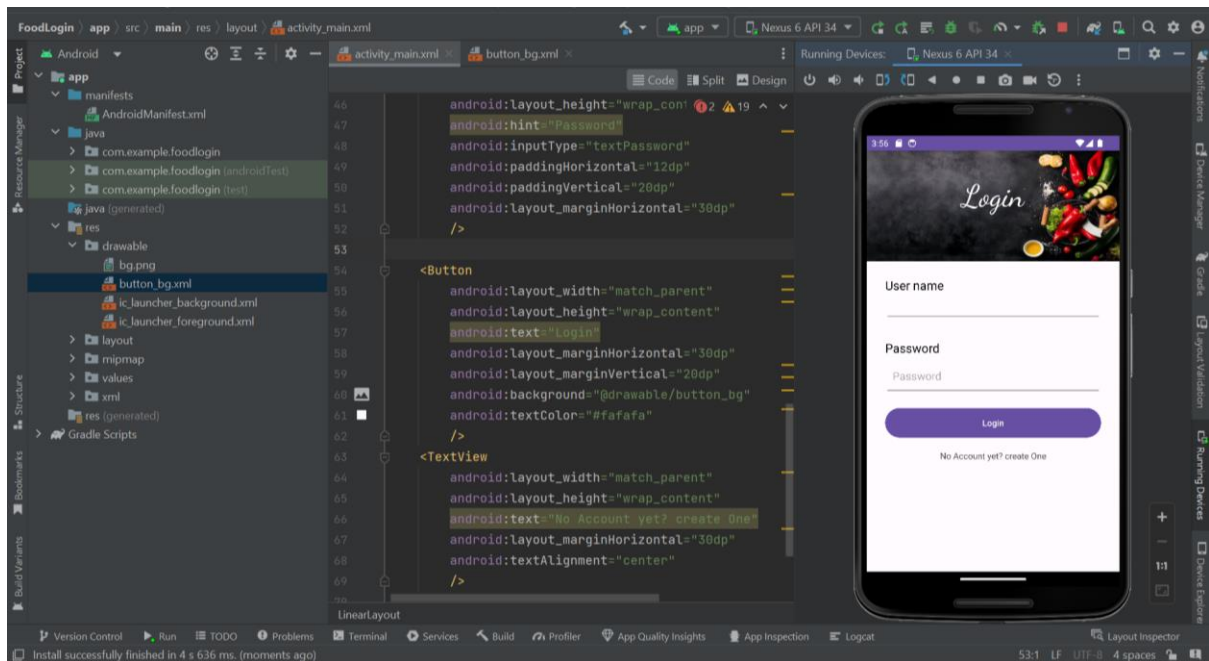 FoodLogin > app > src > main > res > layout > activity_main.xml
app
Nexus 6 API 34
Android
activity_main.xml
button_bg.xml
Running Devices:
Nexus 6 API 34
Code
Split
Design
Project
Resource Manager
Structure
Bookmarks
Build Variants
app
manifests
AndroidManifest.xml
java
com.example.foodlogin
com.example.foodlogin (androidTest)
com.example.foodlogin (test)
java (generated)
res
drawable
bg.png
button_bg.xml
ic_launcher_background.xml
ic_launcher_foreground.xml
layout
mipmap
values
xml
res (generated)
Gradle Scripts
2 19
46 android:layout_height="wrap_cont
47 android:hint="Password"
48 android:inputType="textPassword"
49 android:paddingHorizontal="12dp"
50 android:paddingVertical="20dp"
51 android:layout_marginHorizontal="30dp"
52 />
53
54 <Button
55 android:layout_width="match_parent"
56 android:layout_height="wrap_content"
57 android:text="Login"
58 android:layout_marginHorizontal="30dp"
59 android:layout_marginVertical="20dp"
60 android:background="@drawable/button_bg"
61 android:textColor="#fafafa"
62 />
63 <TextView
64 android:layout_width="match_parent"
65 android:layout_height="wrap_content"
66 android:text="No Account yet? create One"
67 android:layout_marginHorizontal="30dp"
68 android:textAlignment="center"
69 />
70
LinearLayout
3:56
Login
User name
Password
Password
Login
No Account yet? create One
1:1
Notifications
Device Manager
Gradle
Layout Validation
Running Devices
Device Explorer
Version Control
Run
TODO
Problems
Terminal
Services
Build
Profiler
App Quality Insights
App Inspection
Logcat
Layout Inspector
Install successfully finished in 4 s 636 ms. (moments ago)
53:1 LF UTF-8 4 spaces